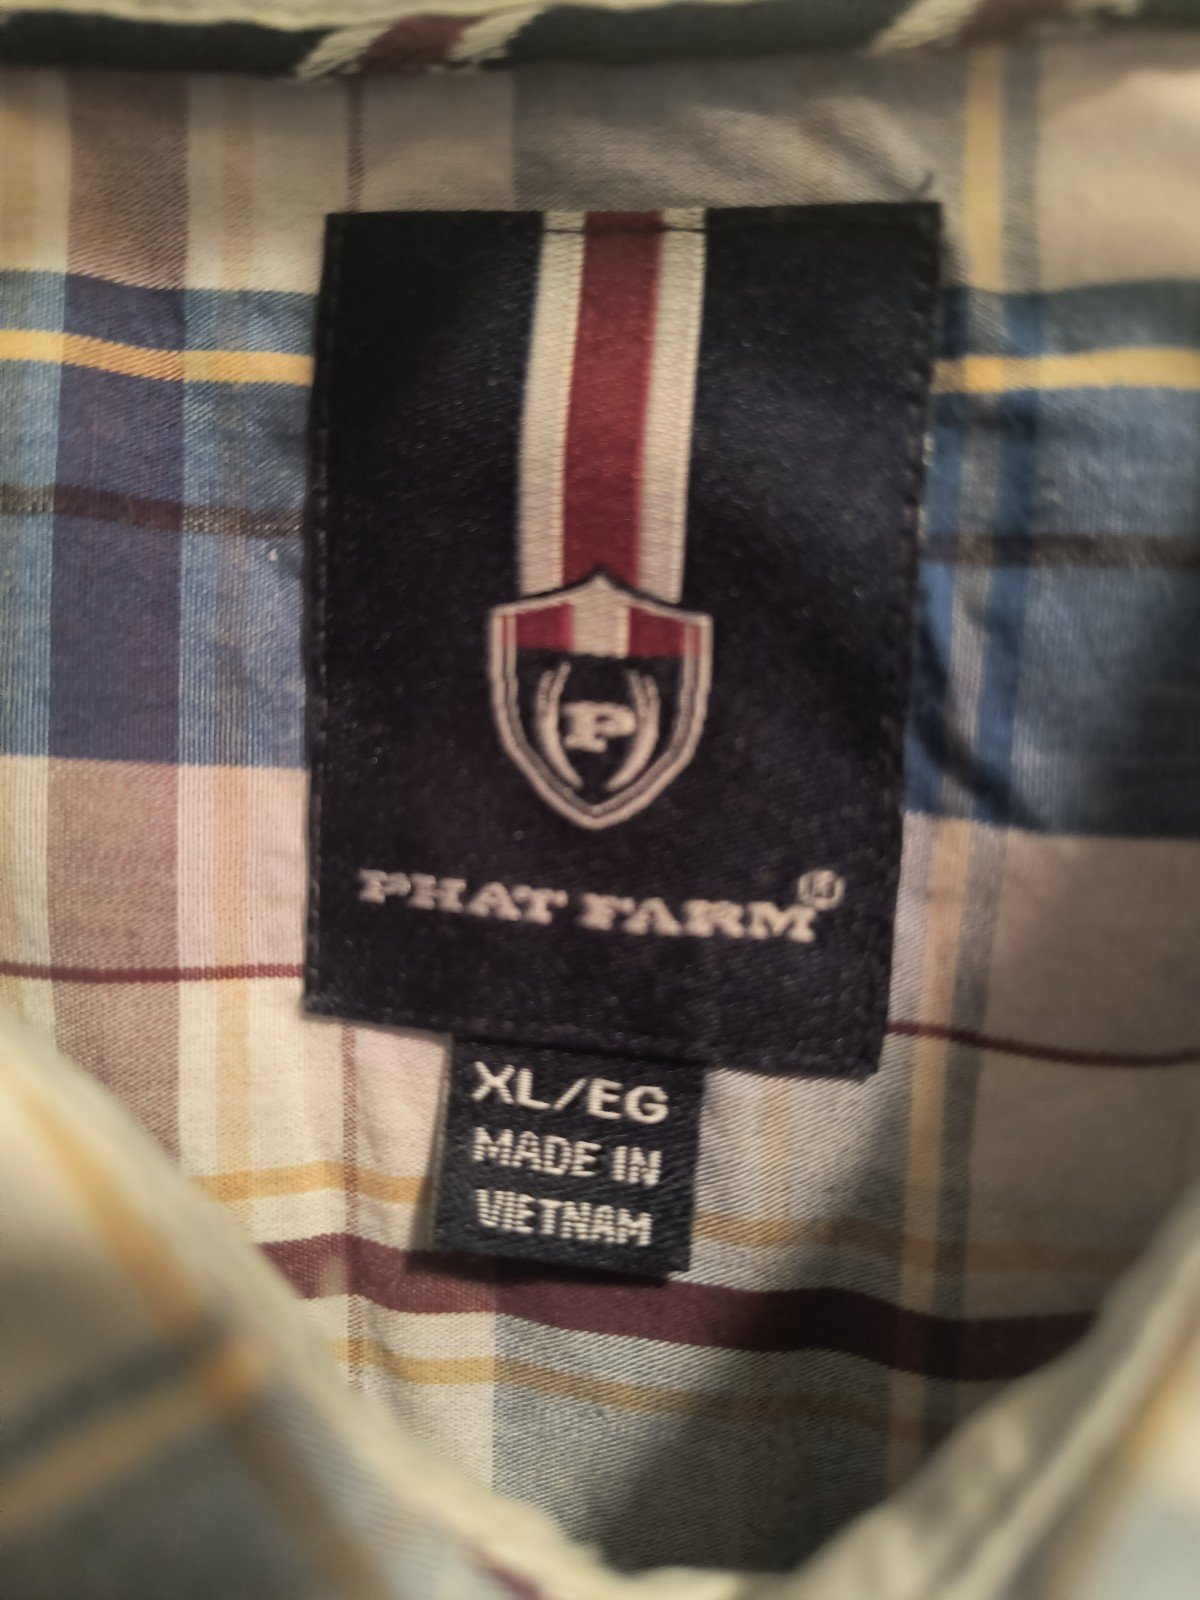 P
PHAT FARM®
XL/EG
MADE IN
VIETNAM